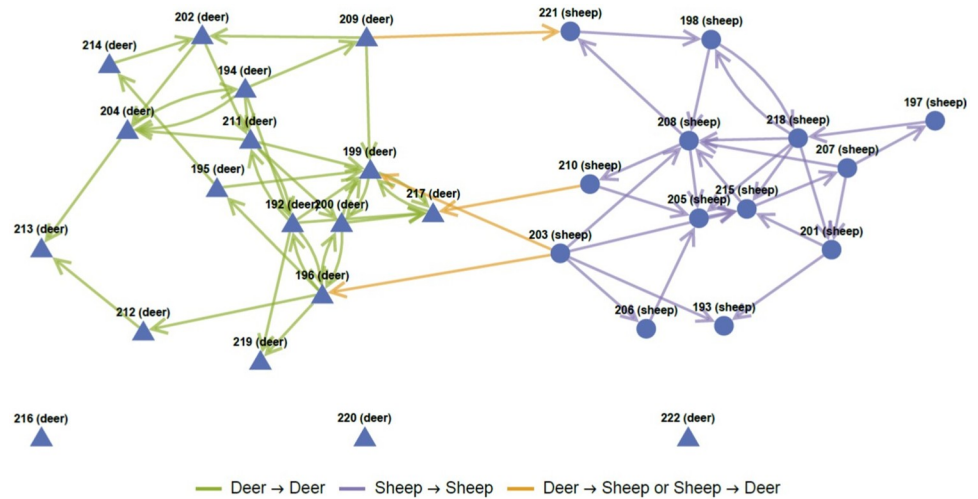 221 (sheep)
202 (deer)
209 (deer)
198 (sheep)
214 (deer)
194 (deer)
197 (sheep)
204 (deer)
211 (deer)
208 (sheep)
218 (sheep)
207 (sheep)
199 (deer)
195 (deer)
210 (sheep)
217 (deer)
215 (sheep)
205 (sheep)
192 (deer)
200 (deer)
213 (deer)
203 (sheep)
201 (sheep)
196 (deer)
212 (deer)
206 (sheep)
193 (sheep)
219 (deer)
216 (deer)
220 (deer)
222 (deer)
Deer → Deer Sheep → Sheep Deer → Sheep or Sheep → Deer